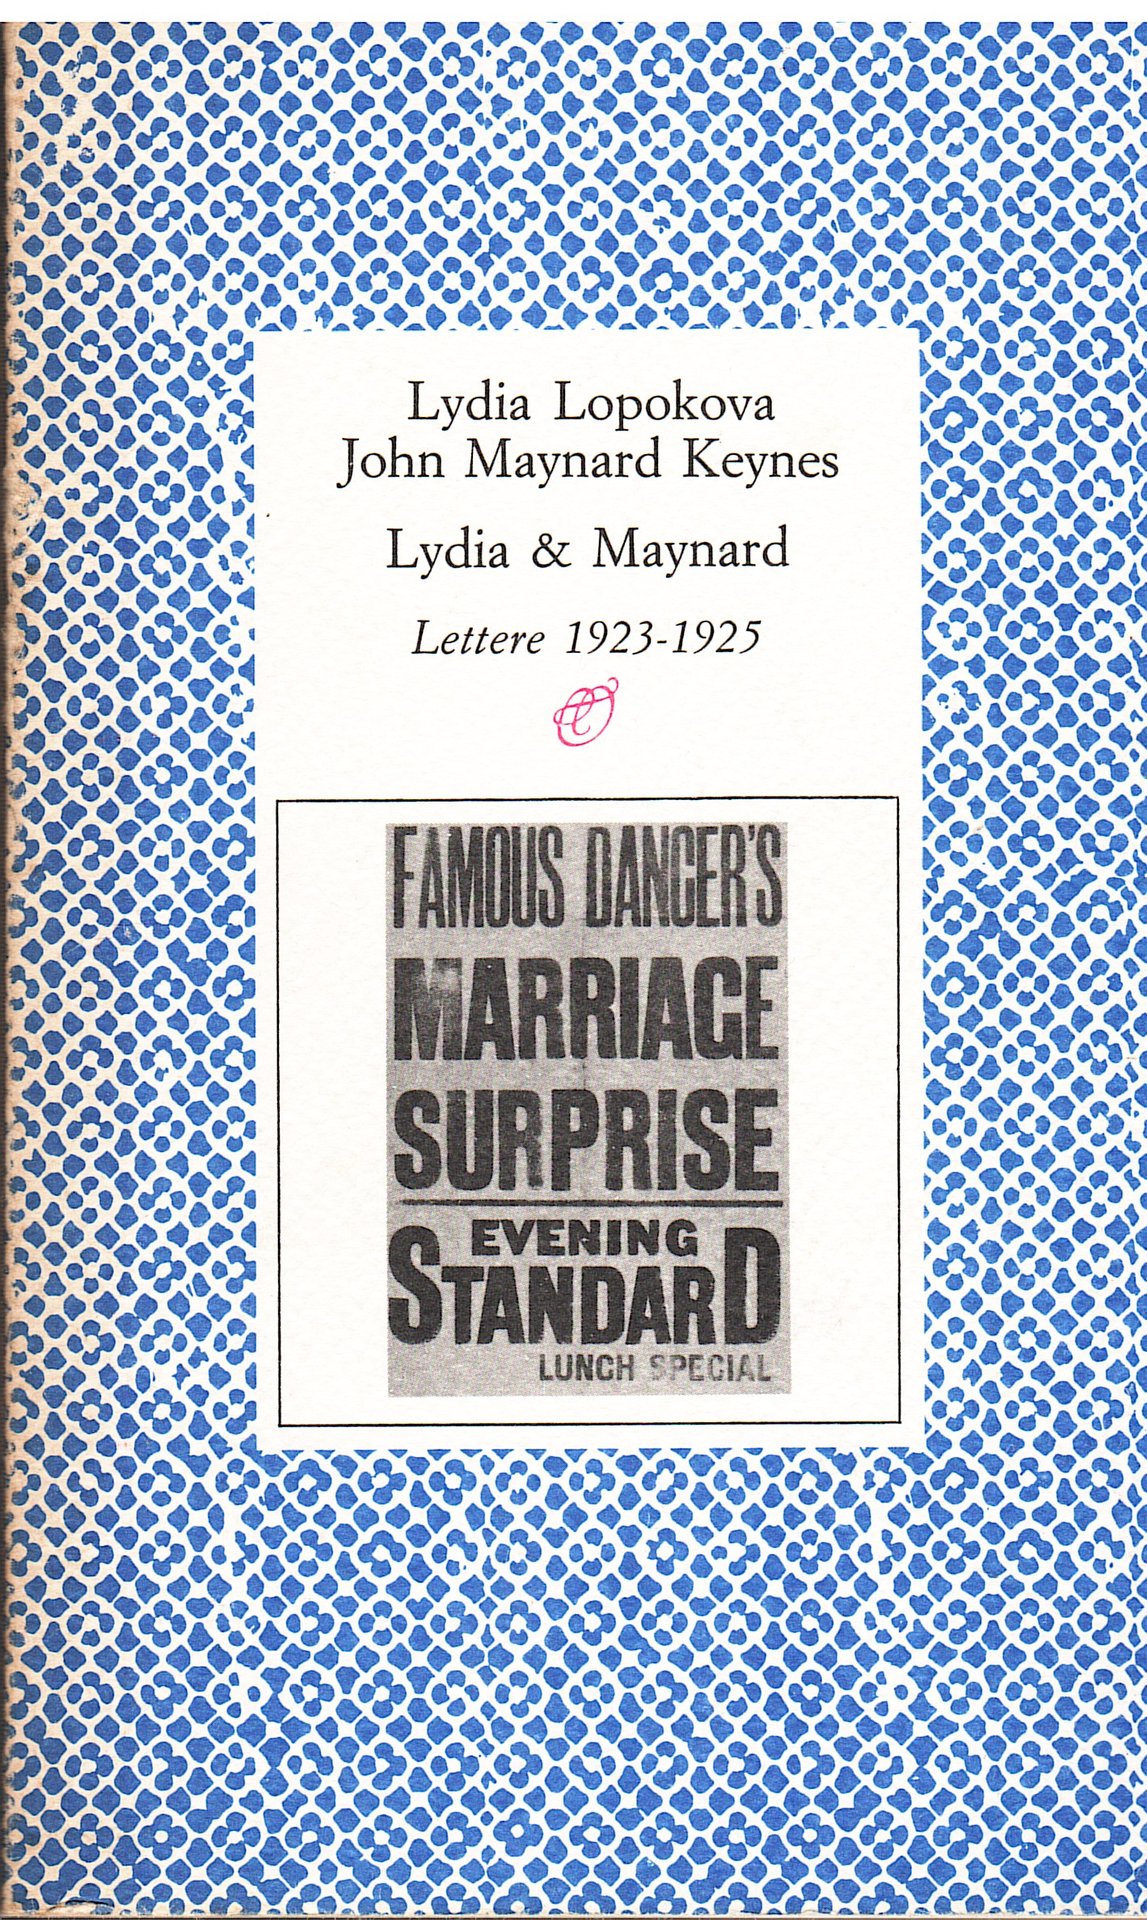 Lydia Lopokova
John Maynard Keynes
Lydia & Maynard
Lettere 1923-1925
FAMOUS DANCER'S
MARRIAGE
SURPRISE
EVENING
STANDARD
LUNCH SPECIAL